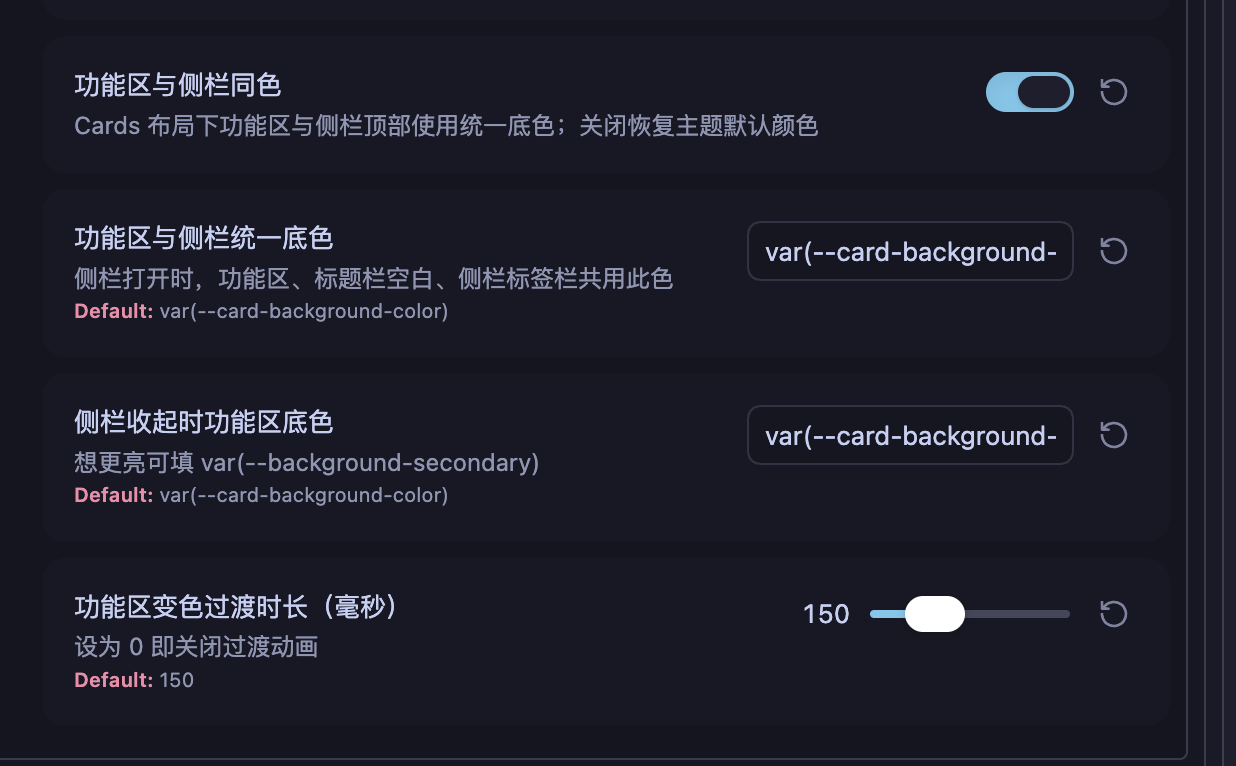 功能区与侧栏同色
Cards 布局下功能区与侧栏顶部使用统一底色；关闭恢复主题默认颜色
功能区与侧栏统一底色
侧栏打开时，功能区、标题栏空白、侧栏标签栏共用此色
Default: var(--card-background-color)
var(--card-background-
侧栏收起时功能区底色
想更亮可填 var(--background-secondary)
Default: var(--card-background-color)
var(--card-background-
功能区变色过渡时长（毫秒）
设为 0 即关闭过渡动画
Default: 150
150